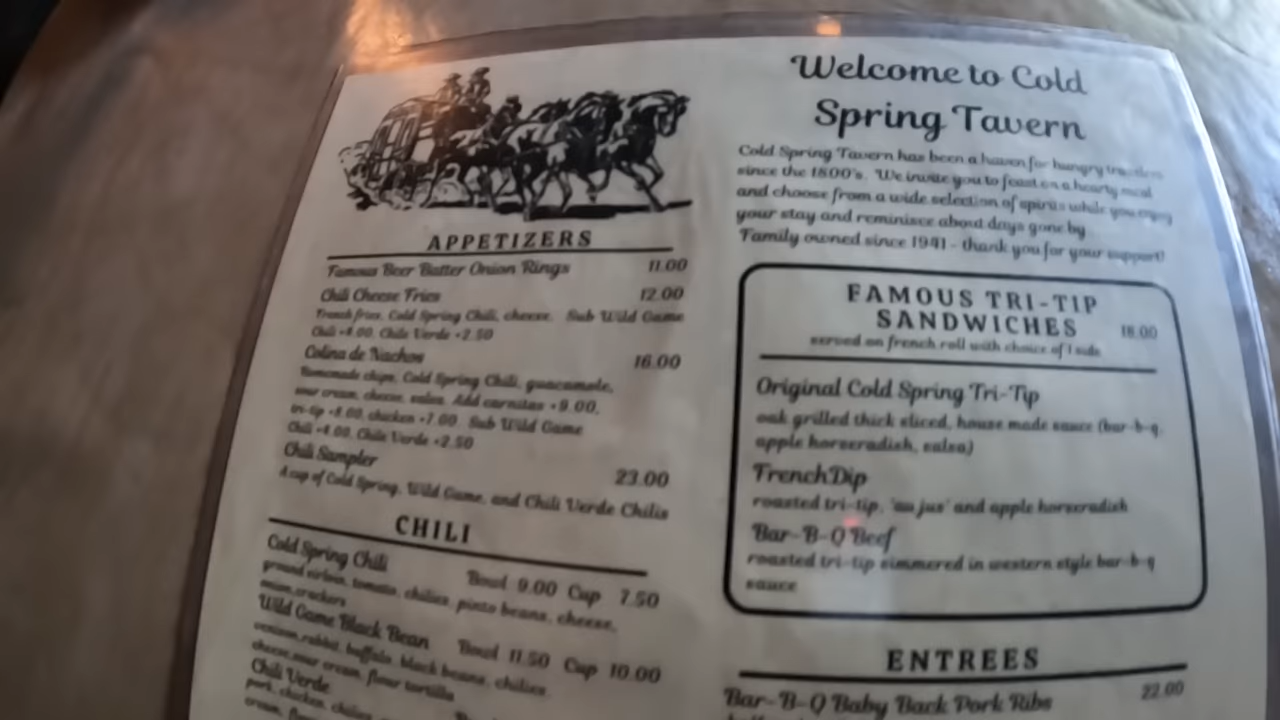 APPETIZERS
Famous Beer Batter Onion Rings 11.00
Chili Cheese Fries 12.00
French fries, Cold Spring Chili, cheese. Sub Wild Game
Chili +4.00, Chile Verde +2.50
Colina de Nachos 16.00
Homemade chips, Cold Spring Chili, guacamole,
sour cream, cheese, salsa. Add carnitas +9.00,
tri-tip +8.00, chicken +7.00. Sub Wild Game
Chili +4.00, Chile Verde +2.50
Chili Sampler 23.00
A cup of Cold Spring, Wild Game, and Chili Verde Chilis
CHILI
Cold Spring Chili Bowl 9.00 Cup 7.50
ground sirloin, tomato, chilies, pinto beans, cheese,
onion, crackers
Wild Game Black Bean Bowl 11.50 Cup 10.00
venison, rabbit, buffalo, black beans, chilies,
cheese, sour cream, flour tortilla
Chili Verde
pork, chicken, chilies,
cream,
Welcome to Cold
Spring Tavern
Cold Spring Tavern has been a haven for hungry travelers
since the 1800's. We invite you to feast on a hearty meal
and choose from a wide selection of spirits while you enjoy
your stay and reminisce about days gone by.
Family owned since 1941 - thank you for your support!
FAMOUS TRI-TIP
SANDWICHES 18.00
served on french roll with choice of 1 side
Original Cold Spring Tri-Tip
oak grilled thick sliced, house made sauce (bar-b-q,
apple horseradish, salsa)
French Dip
roasted tri-tip, 'au jus' and apple horseradish
Bar-B-Q Beef
roasted tri-tip simmered in western style bar-b-q
sauce
ENTREES
Bar-B-Q Baby Back Pork Ribs 22.00